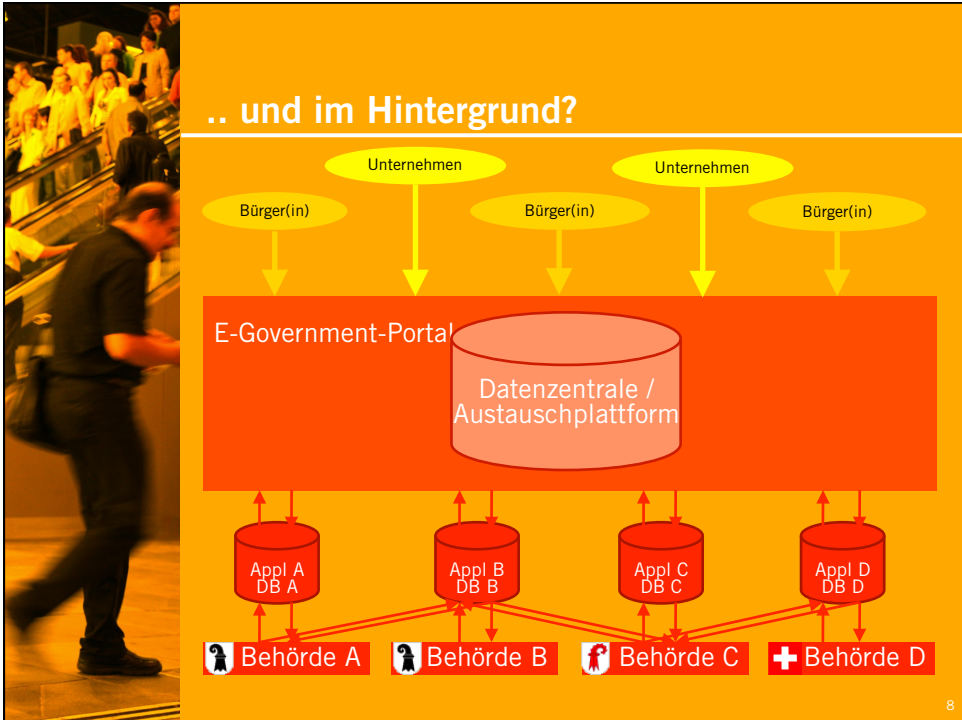 .. und im Hintergrund?
Unternehmen
Unternehmen
Bürger(in)
Bürger(in)
Bürger(in)
E-Government-Portal
Datenzentrale /
Austauschplattform
Appl A
DB A
Appl B
DB B
Appl C
DB C
Appl D
DB D
Behörde A
Behörde B
Behörde C
Behörde D
8